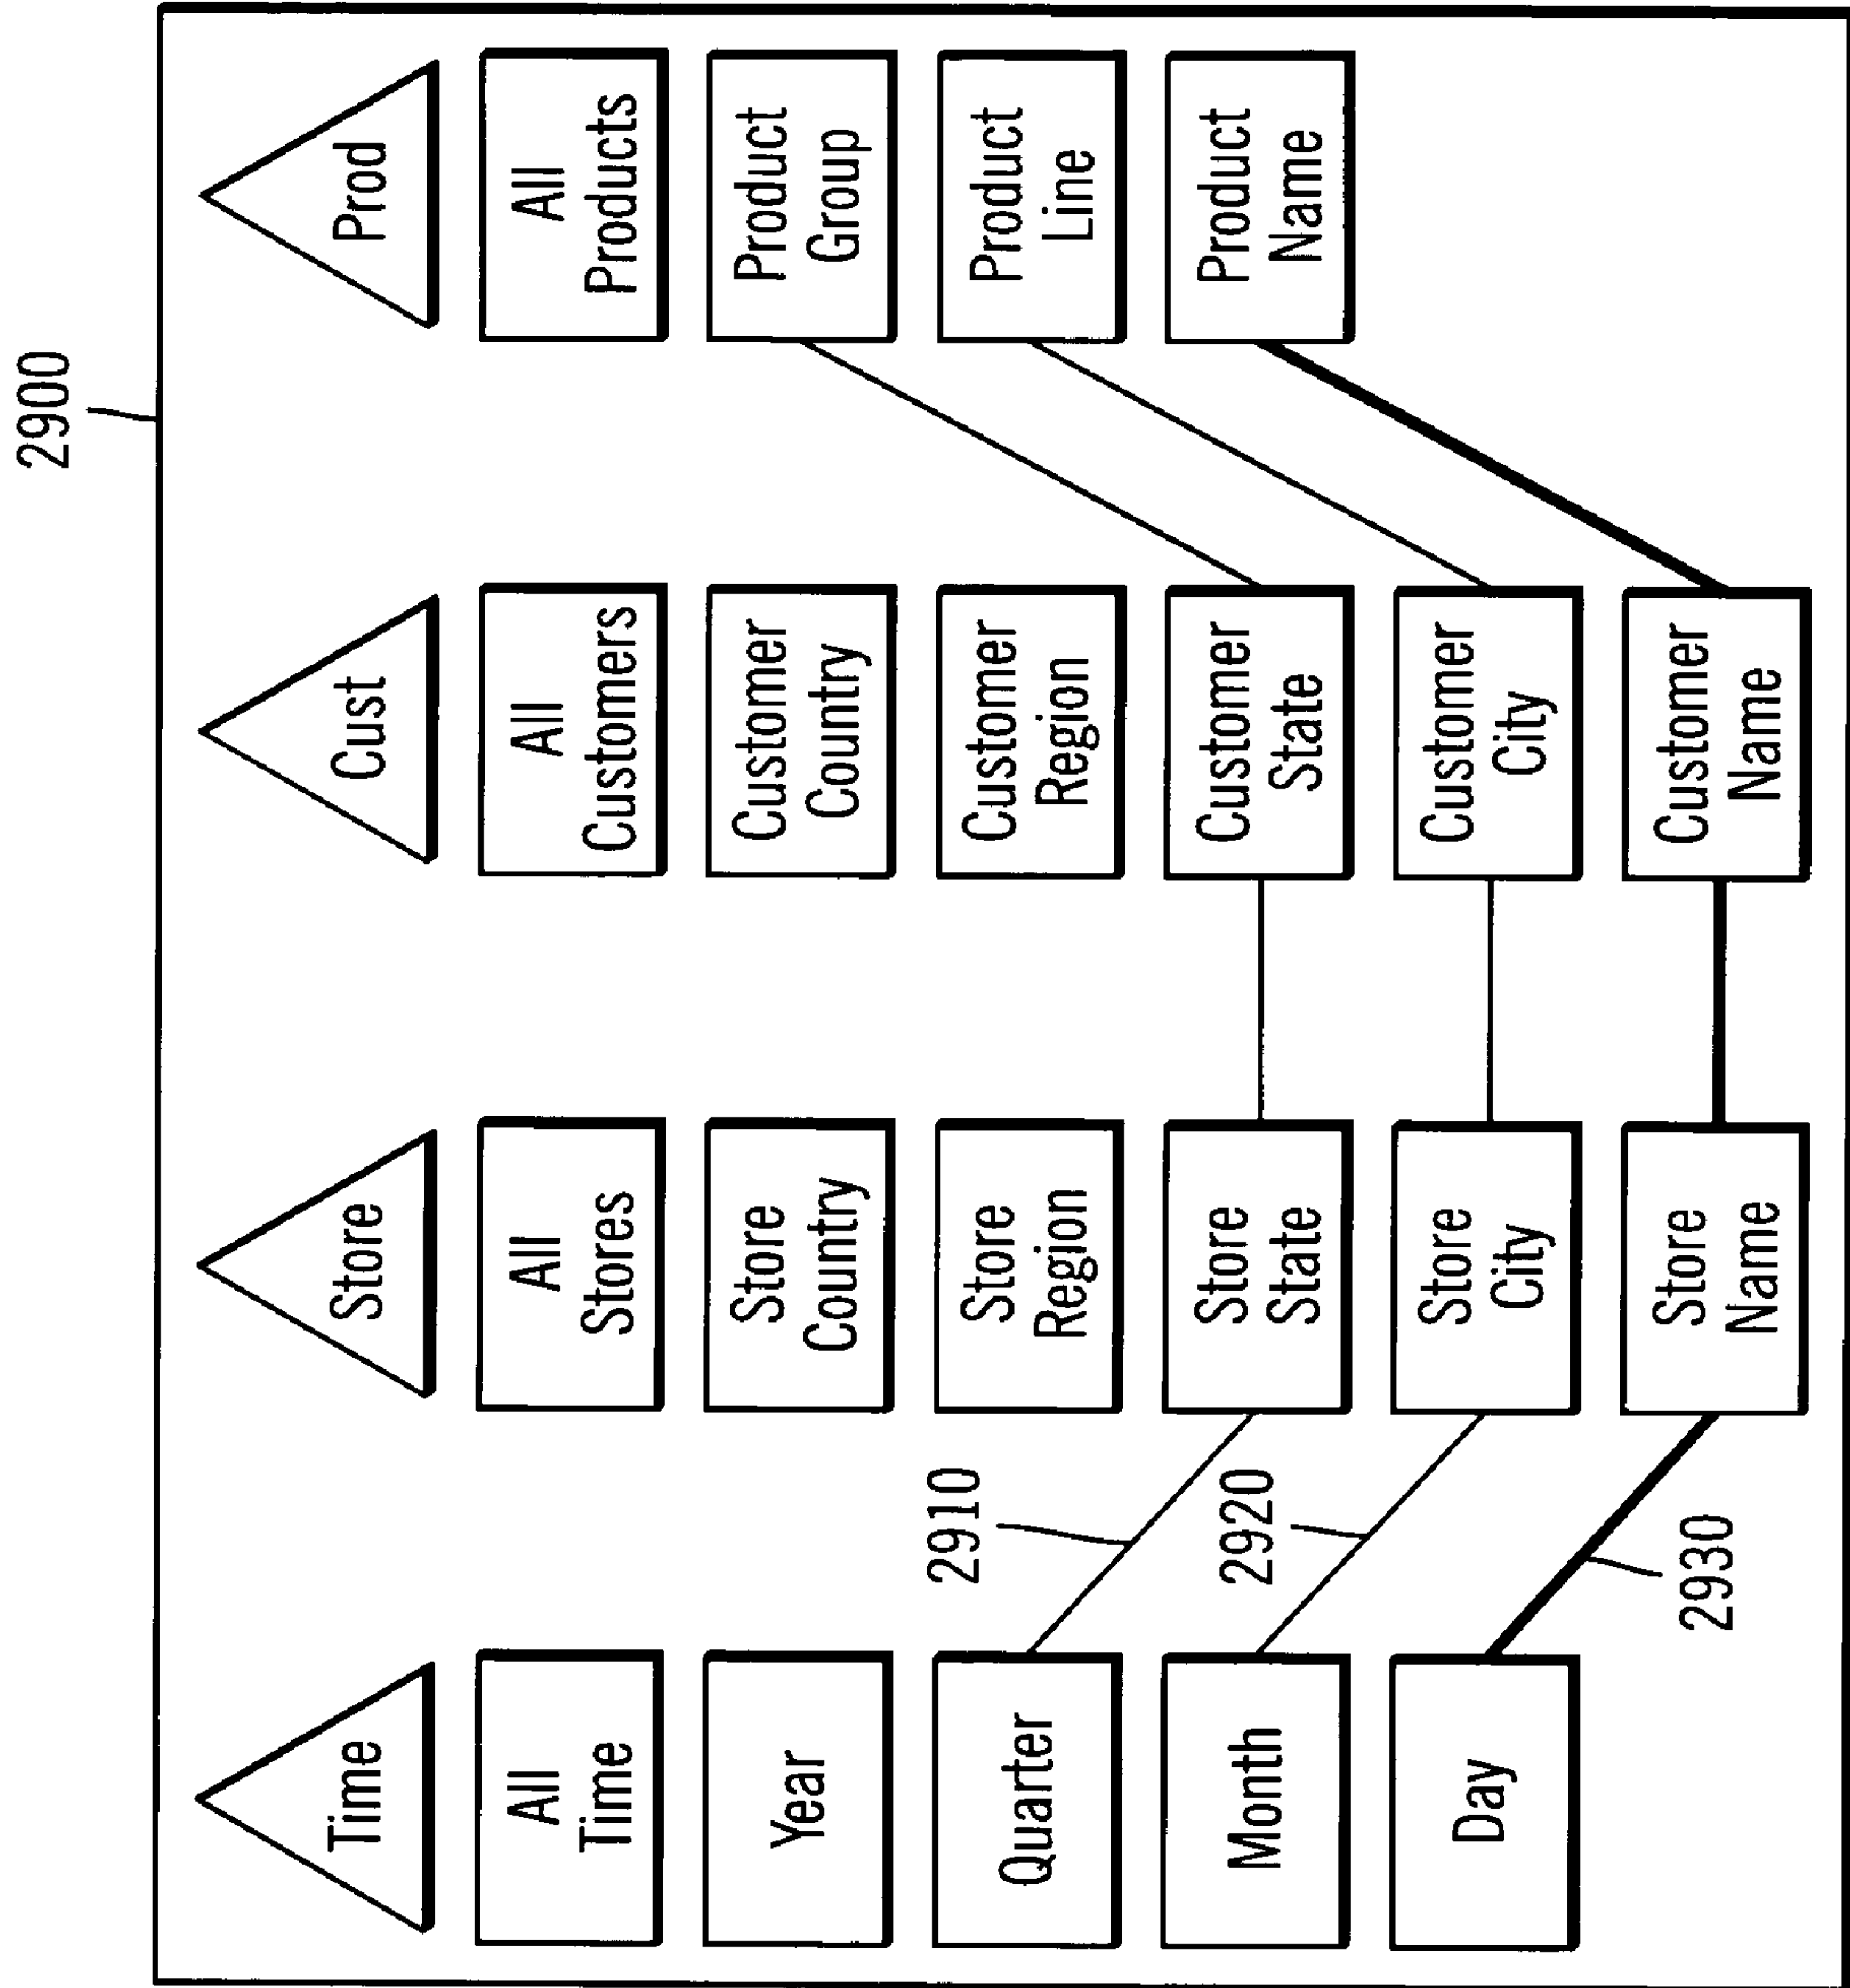 2900
Time
Store
Cust
Prod
All
Time
All
Stores
All
Customers
All
Products
Year
Store
Country
Customer
Country
Product
Group
Quarter
2910
Store
Region
Customer
Region
Product
Line
Month
2920
Store
State
Customer
State
Product
Name
Day
Store
City
Customer
City
2930
Store
Name
Customer
Name